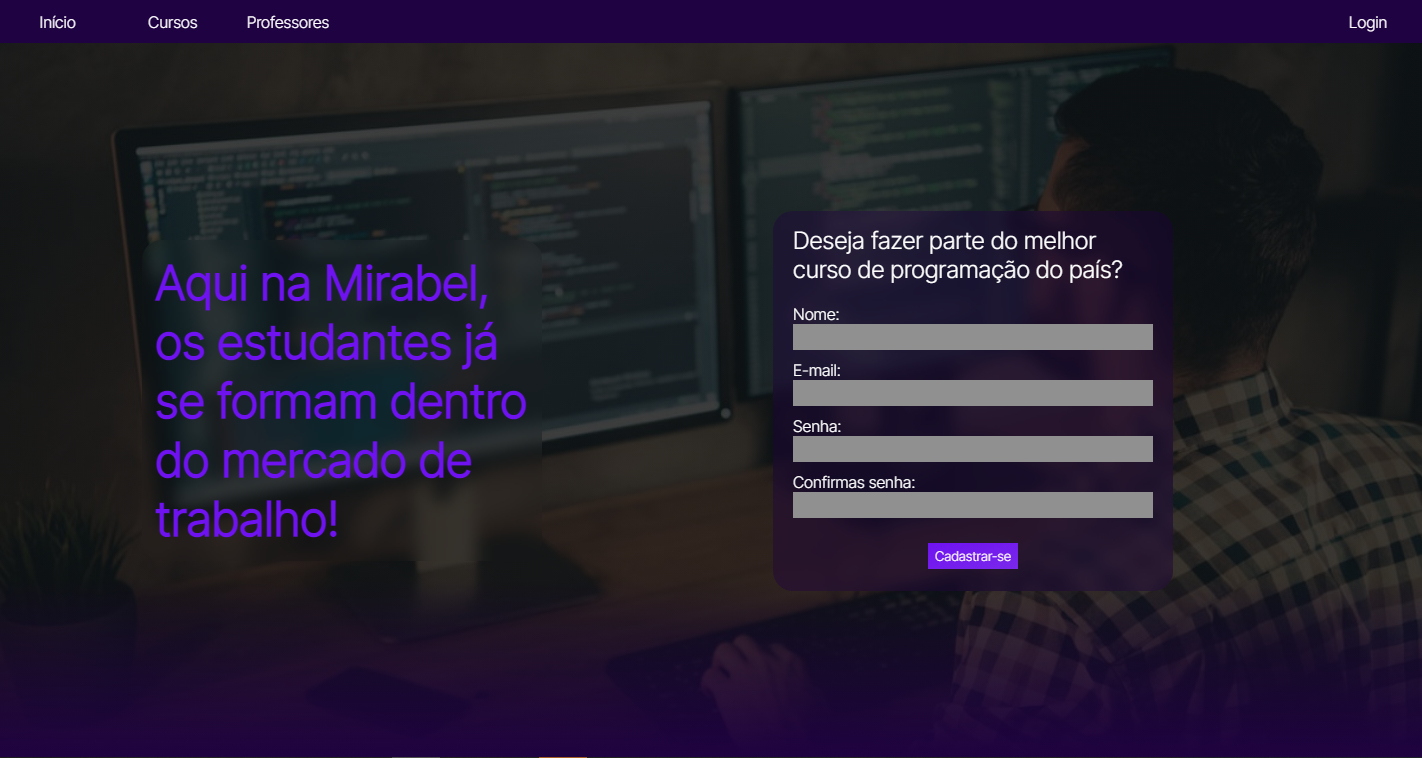 Início Cursos Professores Login
Aqui na Mirabel,
os estudantes já
se formam dentro
do mercado de
trabalho!
Deseja fazer parte do melhor
curso de programação do país?
Nome:
E-mail:
Senha:
Confirmas senha:
Cadastrar-se